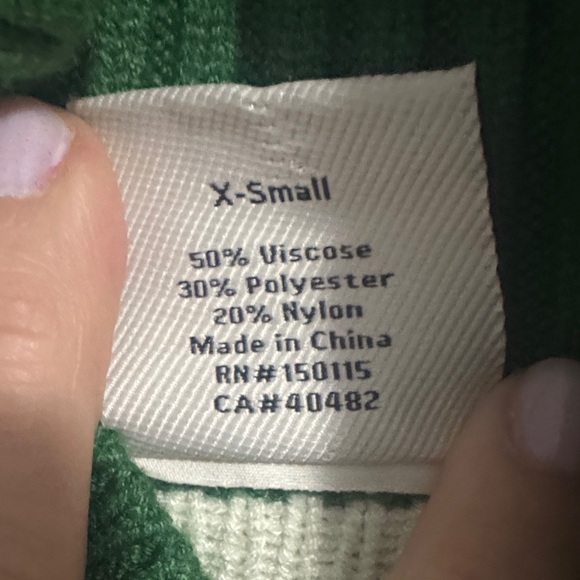 X-Small
50% Viscose
30% Polyester
20% Nylon
Made in China
RN#150115
CA#40482